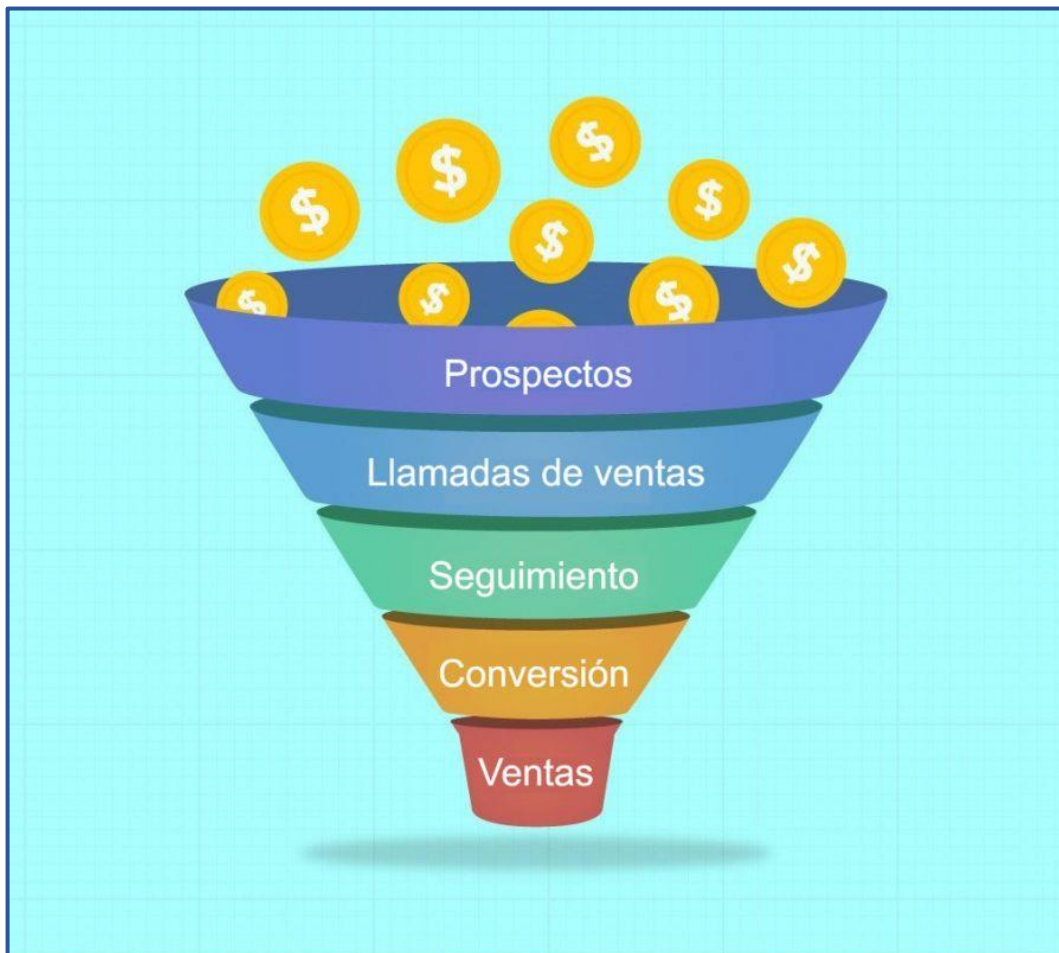 $
$
$
$
$
$
$
$
$
Prospectos
Llamadas de ventas
Seguimiento
Conversión
Ventas